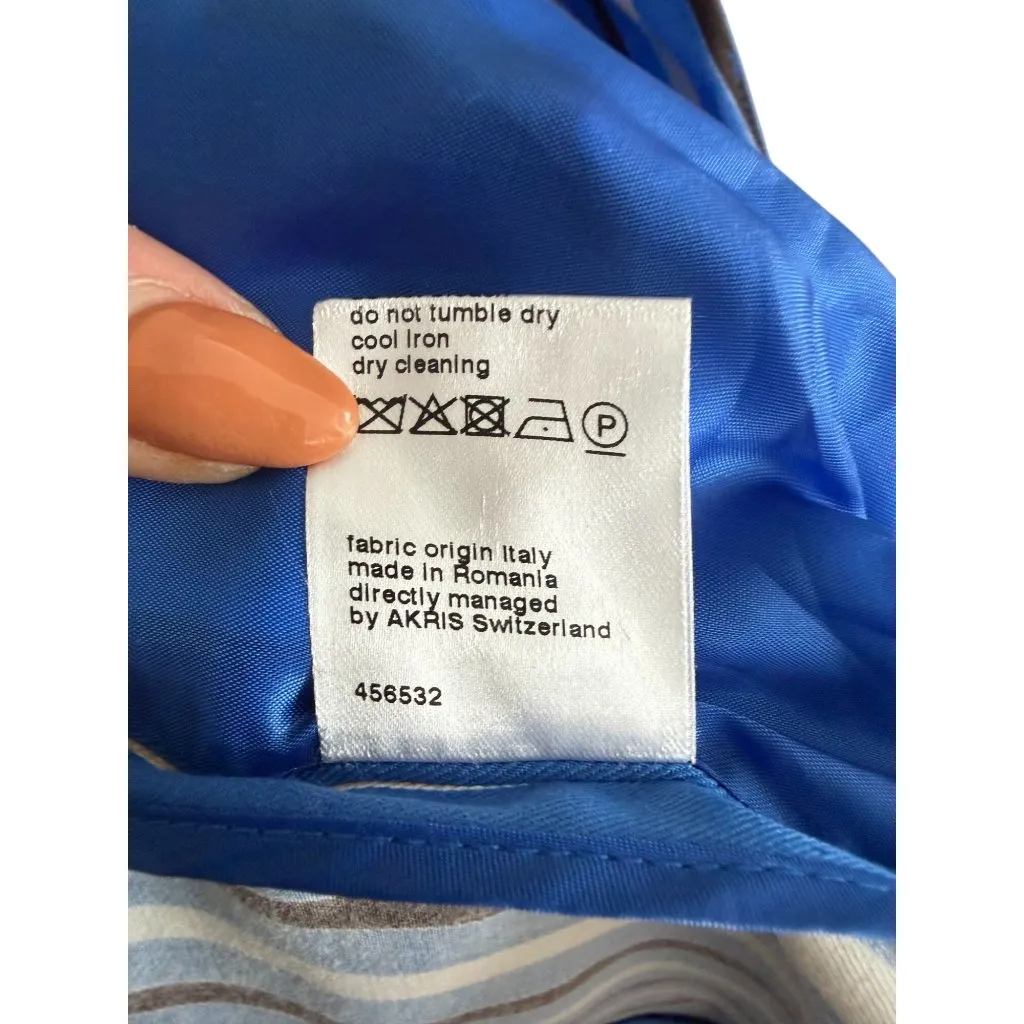 do not tumble dry
cool iron
dry cleaning
P
fabric origin Italy
made in Romania
directly managed
by AKRIS Switzerland
456532